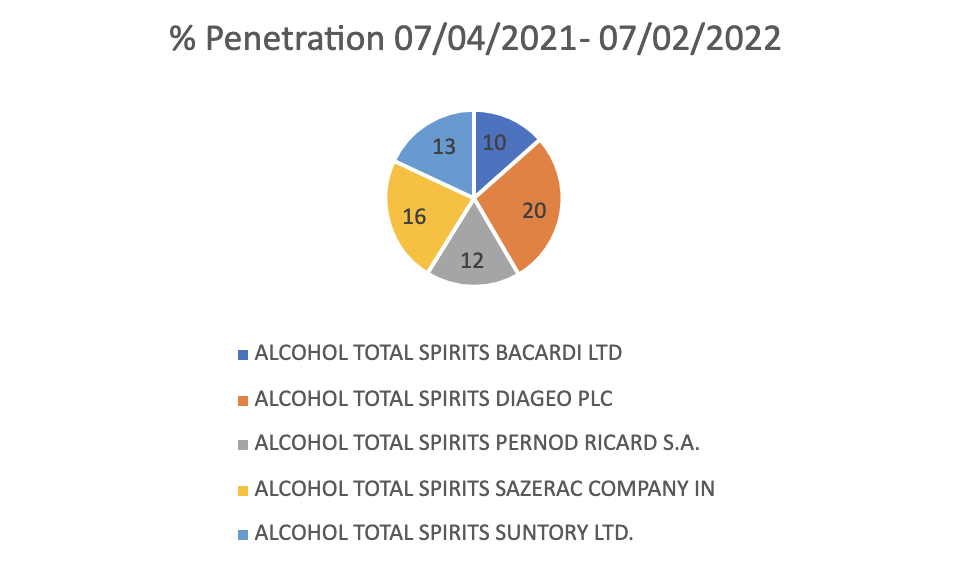 % Penetration 07/04/2021- 07/02/2022
10
20
12
16
13
ALCOHOL TOTAL SPIRITS BACARDI LTD
ALCOHOL TOTAL SPIRITS DIAGEO PLC
ALCOHOL TOTAL SPIRITS PERNOD RICARD S.A.
ALCOHOL TOTAL SPIRITS SAZERAC COMPANY IN
ALCOHOL TOTAL SPIRITS SUNTORY LTD.